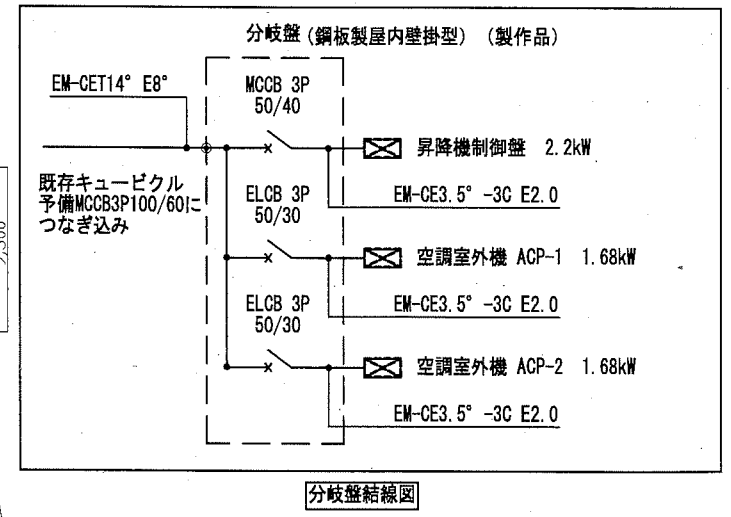 分岐盤 (鋼板製屋内壁掛型) (製作品)
EM-CET14° E8°
MCCB 3P
50/40
昇降機制御盤 2.2kW
既存キュービクル
予備MCCB3P100/60に
つなぎ込み
EM-CE3.5° -3C E2.0
ELCB 3P
50/30
空調室外機 ACP-1 1.68kW
EM-CE3.5° -3C E2.0
ELCB 3P
50/30
空調室外機 ACP-2 1.68kW
EM-CE3.5° -3C E2.0
分岐盤結線図